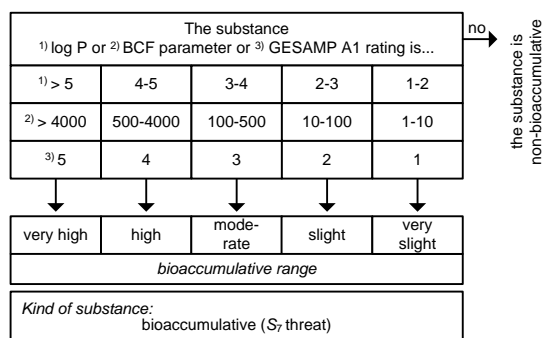 The substance
1) log P or 2) BCF parameter or 3) GESAMP A1 rating is...
no
the substance is
non-bioaccumulative
1) > 5 4-5 3-4 2-3 1-2
2) > 4000 500-4000 100-500 10-100 1-10
3) 5 4 3 2 1
very high high mode-
rate slight very
slight
bioaccumulative range
Kind of substance:
bioaccumulative (S7 threat)